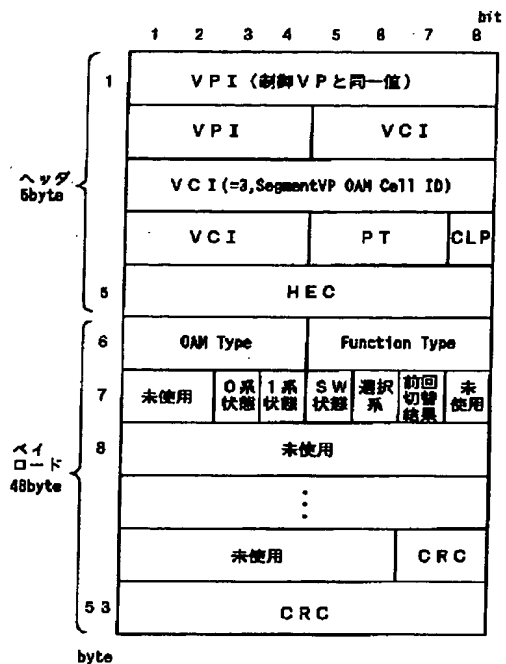 bit
1 2 3 4 5 6 7 8
1 VPI (制御VPと同一値)
VPI VCI
ヘッダ
5byte
VCI(=3,SegmentVP OAM Cell ID)
VCI PT CLP
5 HEC
6 OAM Type Function Type
7 未使用 0系状態 1系状態 SW状態 選択系 前回切替結果 未使用
ペイロード
48byte
8 未使用
⋮
未使用 CRC
53 CRC
byte